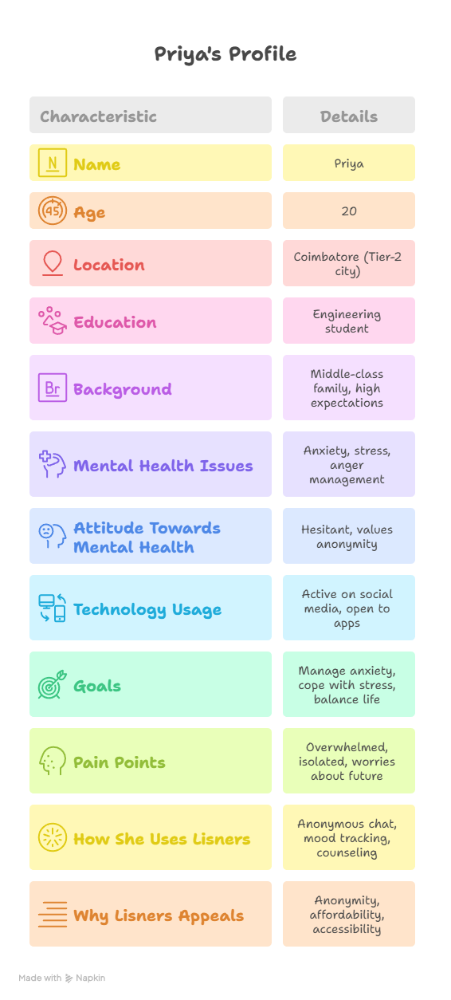 Priya's Profile
Characteristic
Details
N
Name
Priya
45
Age
20
Location
Coimbatore (Tier-2
city)
Education
Engineering
student
Br
Background
Middle-class
family, high
expectations
Mental Health Issues
Anxiety, stress,
anger
management
Attitude Towards
Mental Health
Hesitant, values
anonymity
Technology Usage
Active on social
media, open to
apps
Goals
Manage anxiety,
cope with stress,
balance life
Pain Points
Overwhelmed,
isolated, worries
about future
How She Uses Lisners
Anonymous chat,
mood tracking,
counseling
Why Lisners Appeals
Anonymity,
affordability,
accessibility
Made with Napkin